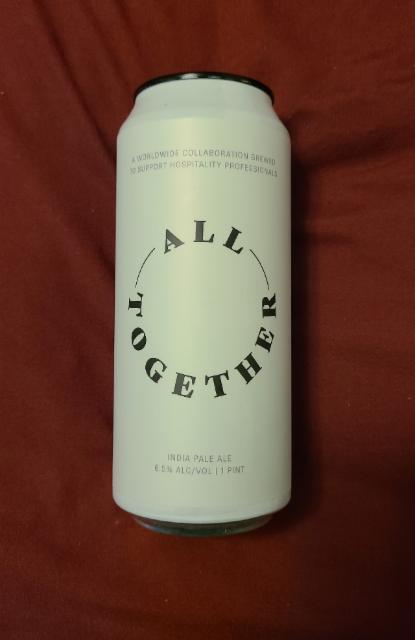 A WORLDWIDE COLLABORATION BREWED
TO SUPPORT HOSPITALITY PROFESSIONALS
ALL
TOGETHER
INDIA PALE ALE
6.5% ALC/VOL | 1 PINT